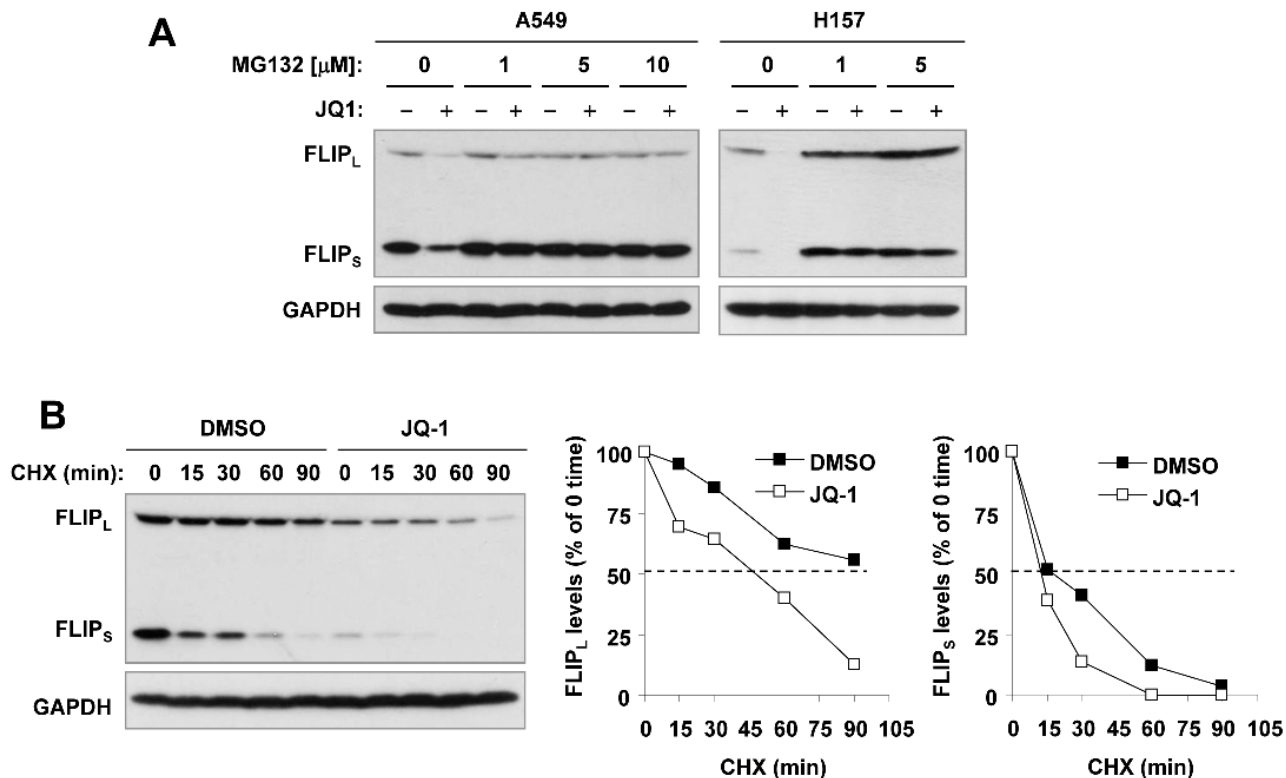 A
A549 H157
MG132 [µM]: 0 1 5 10 0 1 5
JQ1: – + – + – + – + – + – + – +
FLIPL
FLIPS
GAPDH
B
DMSO JQ-1
CHX (min): 0 15 30 60 90 0 15 30 60 90
FLIPL
FLIPS
GAPDH
FLIPL levels (% of 0 time)
100
75
50
25
0
DMSO
JQ-1
0 15 30 45 60 75 90 105
CHX (min)
FLIPS levels (% of 0 time)
100
75
50
25
0
DMSO
JQ-1
0 15 30 45 60 75 90 105
CHX (min)